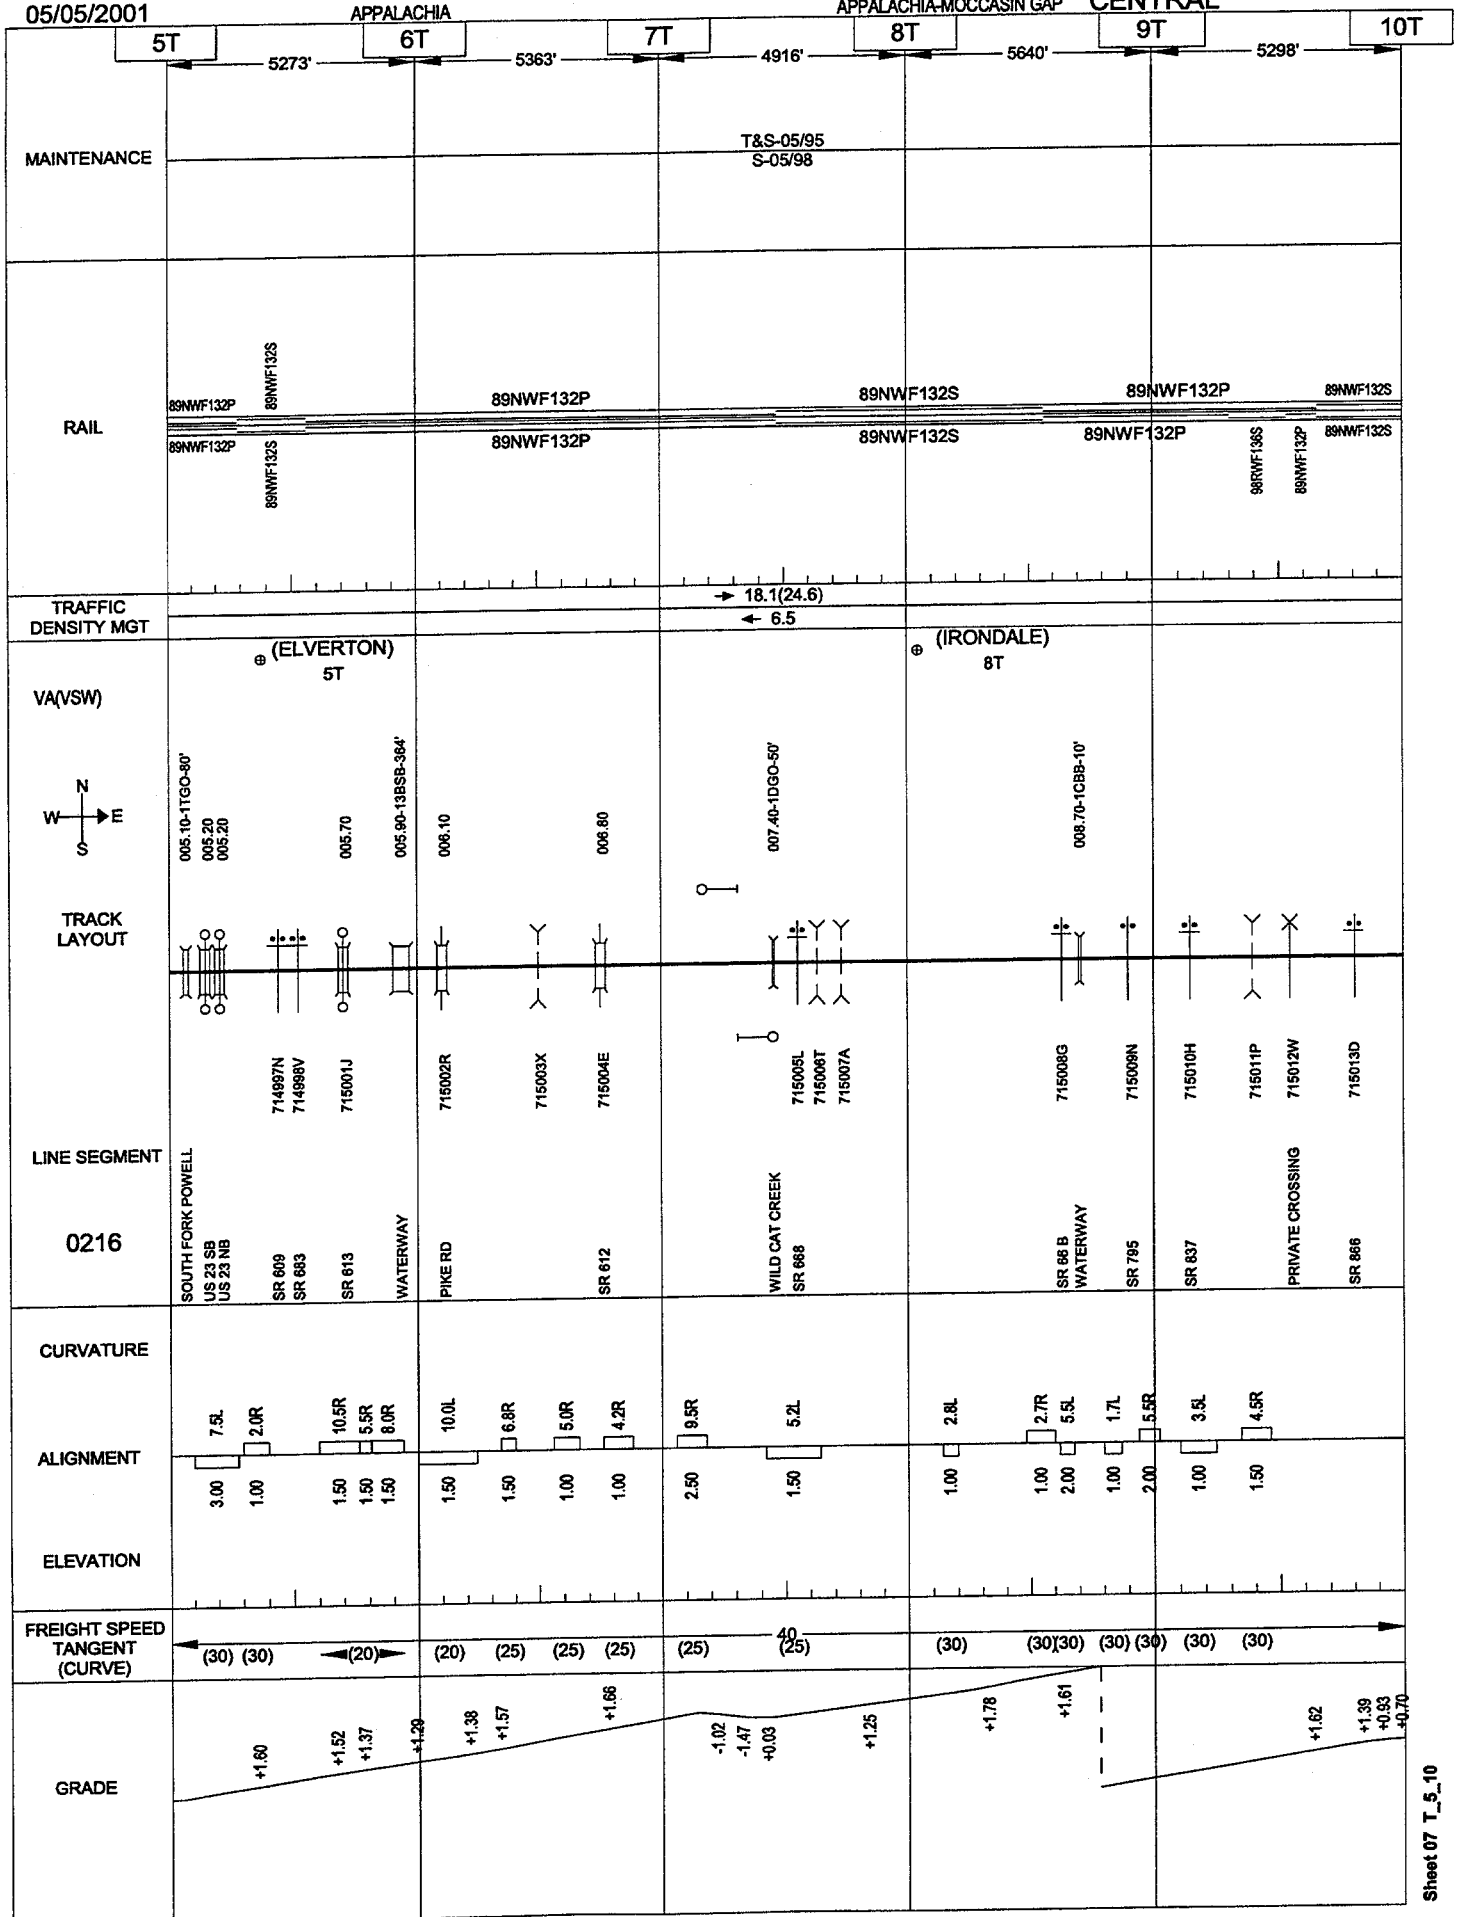 05/05/2001
APPALACHIA
APPALACHIA-MOCCASIN GAP CENTRAL
5T 6T 7T 8T 9T 10T
5273' 5363' 4916' 5640' 5298'
MAINTENANCE
T&S-05/95
S-05/98
RAIL
89NWF132P 89NWF132S 89NWF132P 89NWF132S 89NWF132P 89NWF132S
89NWF132P 89NWF132S 89NWF132P 89NWF132S 89NWF132P 98RWF136S 89NWF132P 89NWF132S
TRAFFIC
DENSITY MGT
→ 18.1(24.6)
← 6.5
(ELVERTON)
5T
(IRONDALE)
8T
VA(VSW)
N
W E
S
005.10-1TGO-80'
005.20
005.20
005.70
005.90-13BSB-364'
006.10
006.80
007.40-1DGO-50'
008.70-1CBB-10'
TRACK
LAYOUT
714997N
714998V
715001J
715002R
715003X
715004E
715005L
715006T
715007A
715008G
715009N
715010H
715011P
715012W
715013D
LINE SEGMENT
0216
SOUTH FORK POWELL
US 23 SB
US 23 NB
SR 609
SR 683
SR 613
WATERWAY
PIKE RD
SR 612
WILD CAT CREEK
SR 668
SR 66 B
WATERWAY
SR 795
SR 837
PRIVATE CROSSING
SR 866
CURVATURE
7.5L 2.0R 10.5R 5.5R 8.0R 10.0L 6.8R 5.0R 4.2R 9.5R 5.2L 2.8L 2.7R 5.5L 1.7L 5.5R 3.5L 4.5R
ALIGNMENT
3.00 1.00 1.50 1.50 1.50 1.50 1.50 1.00 1.00 2.50 1.50 1.00 1.00 2.00 1.00 2.00 1.00 1.50
ELEVATION
FREIGHT SPEED
TANGENT
(CURVE)
40
(30) (30) (20) (20) (25) (25) (25) (25) (25) (30) (30)(30) (30) (30) (30) (30)
GRADE
+1.60 +1.52 +1.37 +1.29 +1.38 +1.57 +1.66 -1.02 -1.47 +0.03 +1.25 +1.78 +1.61 +1.62 +1.39 +0.93 +0.70
Sheet 07 T_5_10